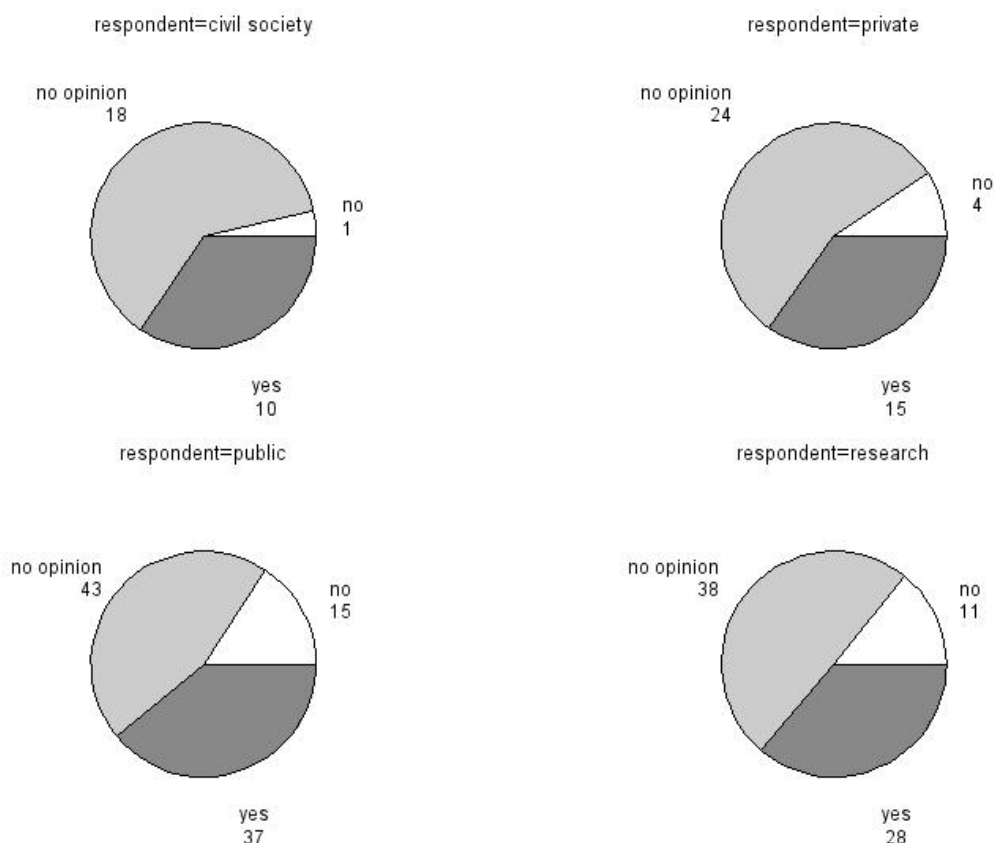 respondent=civil society
no opinion
18
no
1
yes
10
respondent=private
no opinion
24
no
4
yes
15
respondent=public
no opinion
43
no
15
yes
37
respondent=research
no opinion
38
no
11
yes
28